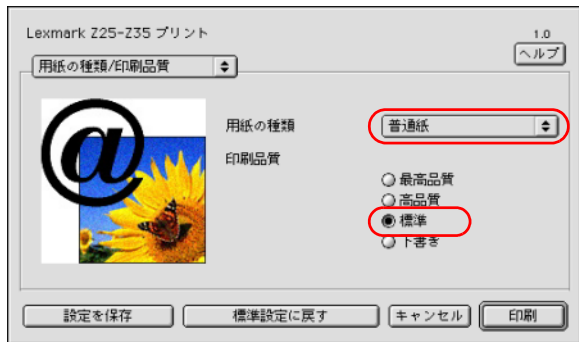 Lexmark Z25-Z35 プリント
1.0
ヘルプ
用紙の種類/印刷品質
@
用紙の種類
普通紙
印刷品質
最高品質
高品質
標準
下書き
設定を保存
標準設定に戻す
キャンセル
印刷